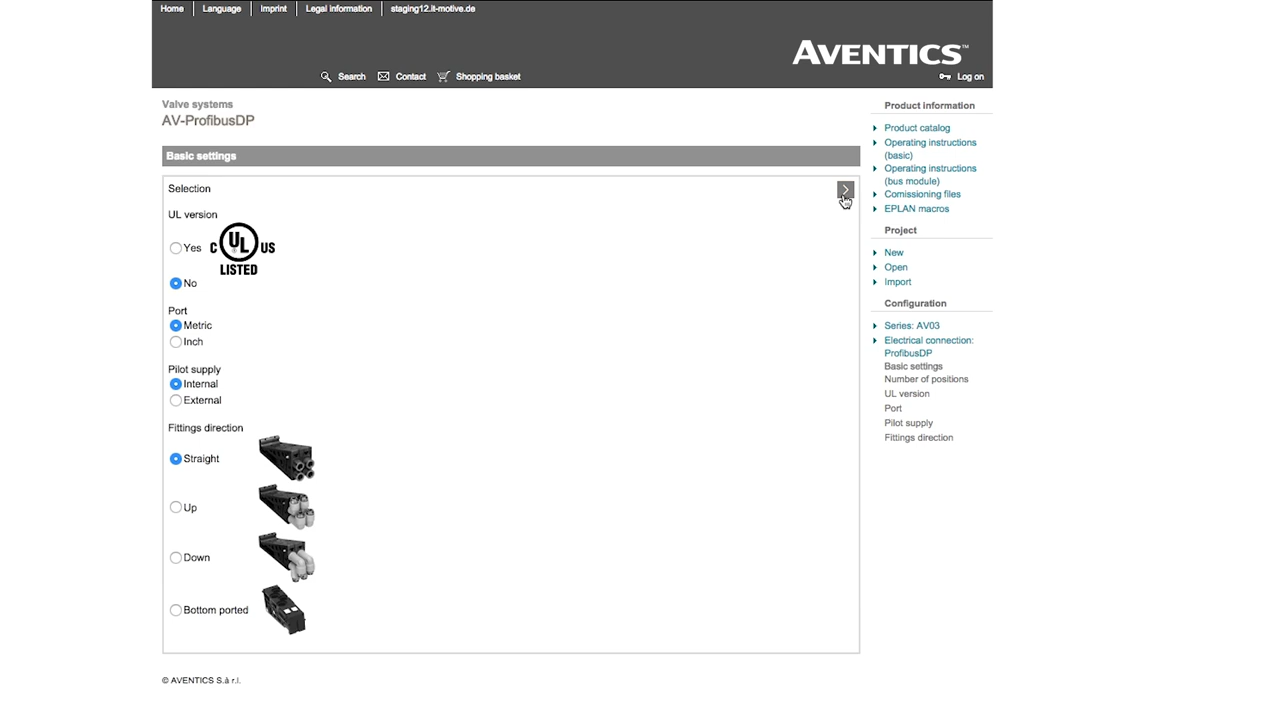 Home
Language
Imprint
Legal information
staging12.it-motive.de
AVENTICS™
Search
Contact
Shopping basket
Log on
Valve systems
AV-ProfibusDP
Basic settings
Selection
UL version
Yes
C UL US
LISTED
No
Port
Metric
Inch
Pilot supply
Internal
External
Fittings direction
Straight
Up
Down
Bottom ported
© AVENTICS S.à r.l.
Product information
Product catalog
Operating instructions
(basic)
Operating instructions
(bus module)
Comissioning files
EPLAN macros
Project
New
Open
Import
Configuration
Series: AV03
Electrical connection:
ProfibusDP
Basic settings
Number of positions
UL version
Port
Pilot supply
Fittings direction